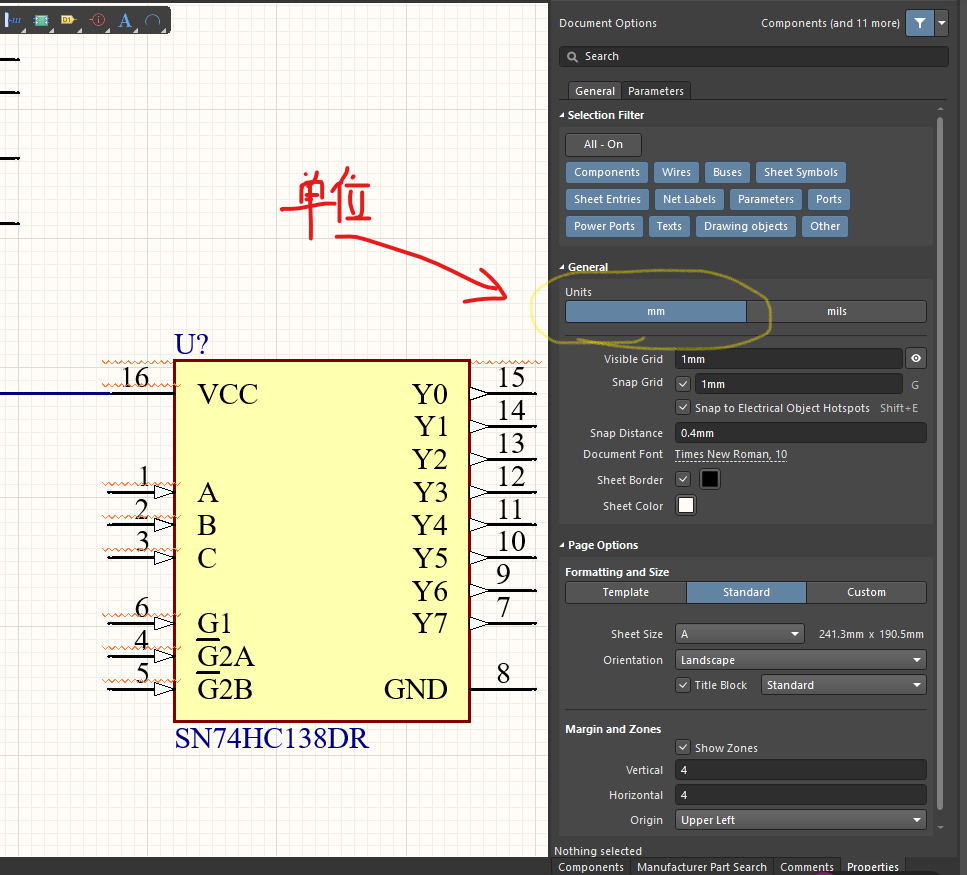 D1
A
Document Options
Components (and 11 more)
Search
General
Parameters
Selection Filter
All - On
Components
Wires
Buses
Sheet Symbols
Sheet Entries
Net Labels
Parameters
Ports
Power Ports
Texts
Drawing objects
Other
General
Units
mm
mils
Visible Grid
1mm
Snap Grid
1mm
G
Snap to Electrical Object Hotspots
Shift+E
Snap Distance
0.4mm
Document Font
Times New Roman, 10
Sheet Border
Sheet Color
Page Options
Formatting and Size
Template
Standard
Custom
Sheet Size
A
241.3mm x 190.5mm
Orientation
Landscape
Title Block
Standard
Margin and Zones
Show Zones
Vertical
4
Horizontal
4
Origin
Upper Left
Nothing selected
Components
Manufacturer Part Search
Comments
Properties
单位
U?
16
VCC
Y0
15
Y1
14
Y2
13
1
A
Y3
12
2
B
Y4
11
3
C
Y5
10
Y6
9
6
G1
Y7
7
4
G2A
5
G2B
GND
8
SN74HC138DR